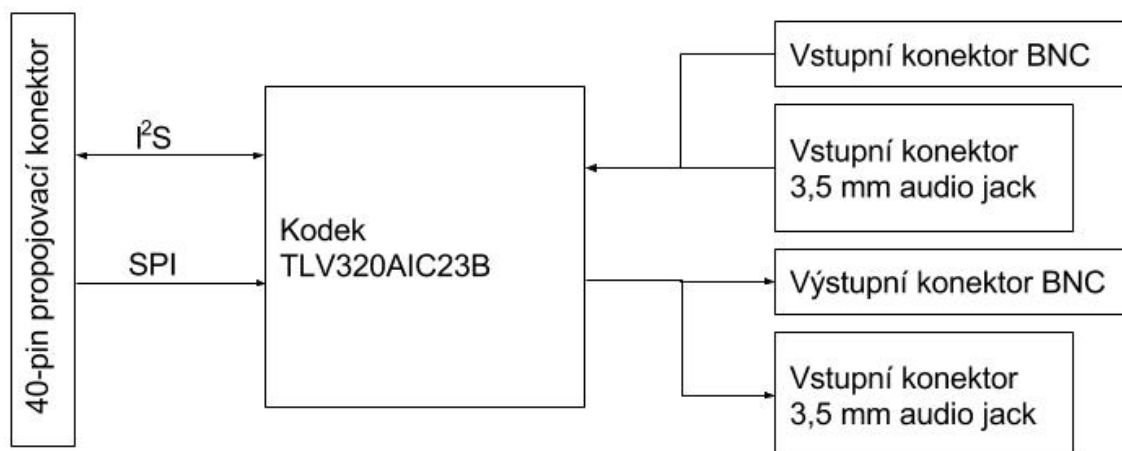 40-pin propojovací konektor
I²S
SPI
Kodek
TLV320AIC23B
Vstupní konektor BNC
Vstupní konektor
3,5 mm audio jack
Výstupní konektor BNC
Vstupní konektor
3,5 mm audio jack